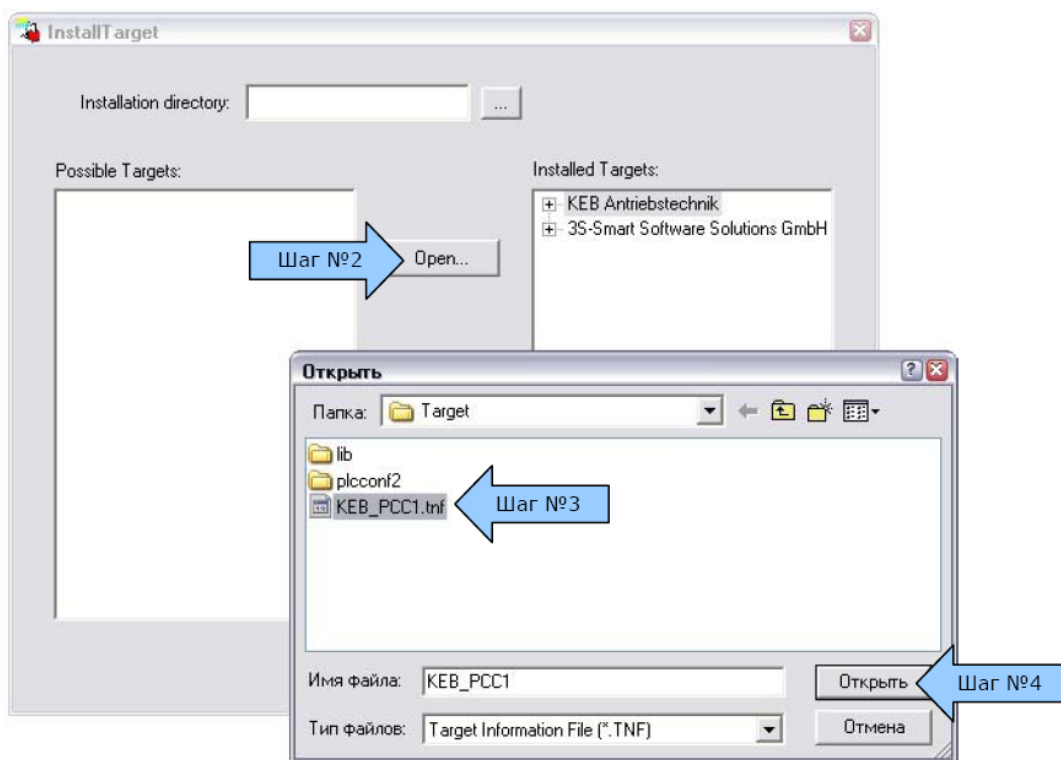 InstallTarget
Installation directory:
...
Possible Targets:
Installed Targets:
KEB Antriebstechnik
3S-Smart Software Solutions GmbH
Шаг №2
Open...
Открыть
Папка: Target
lib
plcconf2
KEB_PCC1.tnf
Шаг №3
Имя файла: KEB_PCC1
Открыть
Шаг №4
Тип файлов: Target Information File (*.TNF)
Отмена